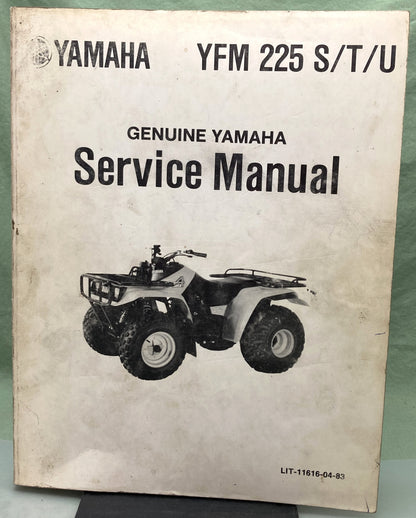 YAMAHA YFM 225 S/T/U
GENUINE YAMAHA
Service Manual
LIT-11616-04-83